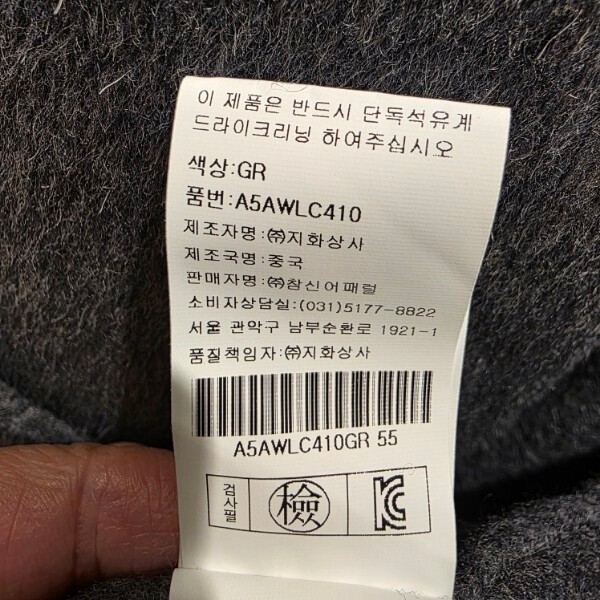 이 제품은 반드시 단독석유계
드라이크리닝 하여주십시오
색상:GR
품번:A5AWLC410
제조자명:㈜지화상사
제조국명:중국
판매자명:㈜참신어패럴
소비자상담실:(031)5177-8822
서울 관악구 남부순환로 1921-1
품질책임자:㈜지화상사
A5AWLC410GR 55
검사필 檢 KC